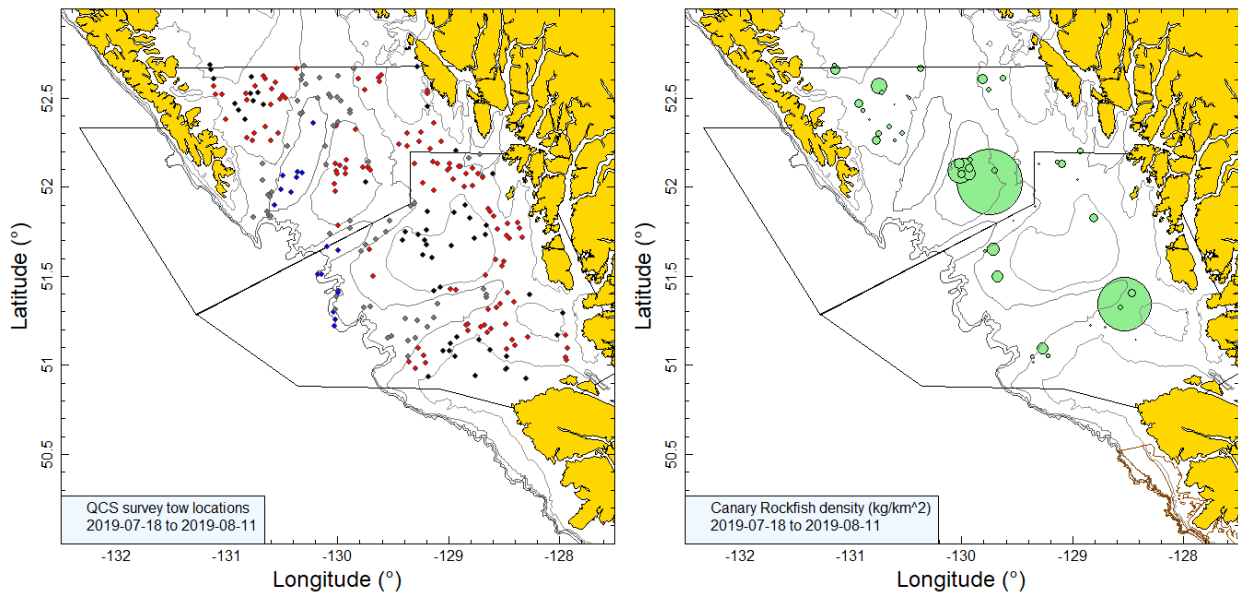 52.5
52
51.5
51
50.5
Latitude (°)
-132
-131
-130
-129
-128
Longitude (°)
QCS survey tow locations
2019-07-18 to 2019-08-11
52.5
52
51.5
51
50.5
Latitude (°)
-132
-131
-130
-129
-128
Longitude (°)
Canary Rockfish density (kg/km^2)
2019-07-18 to 2019-08-11